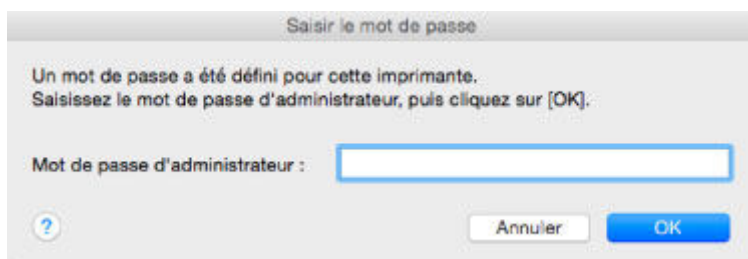 Saisir le mot de passe
Un mot de passe a été défini pour cette imprimante.
Saisissez le mot de passe d'administrateur, puis cliquez sur [OK].
Mot de passe d'administrateur :
?
Annuler
OK